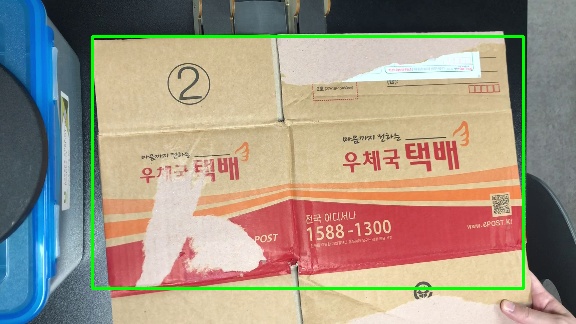 ②
마음까지 전하는
우체국 택배
마음까지 전하는
우체국 택배
전국 어디서나
1588-1300
POST
www.ePOST.kr